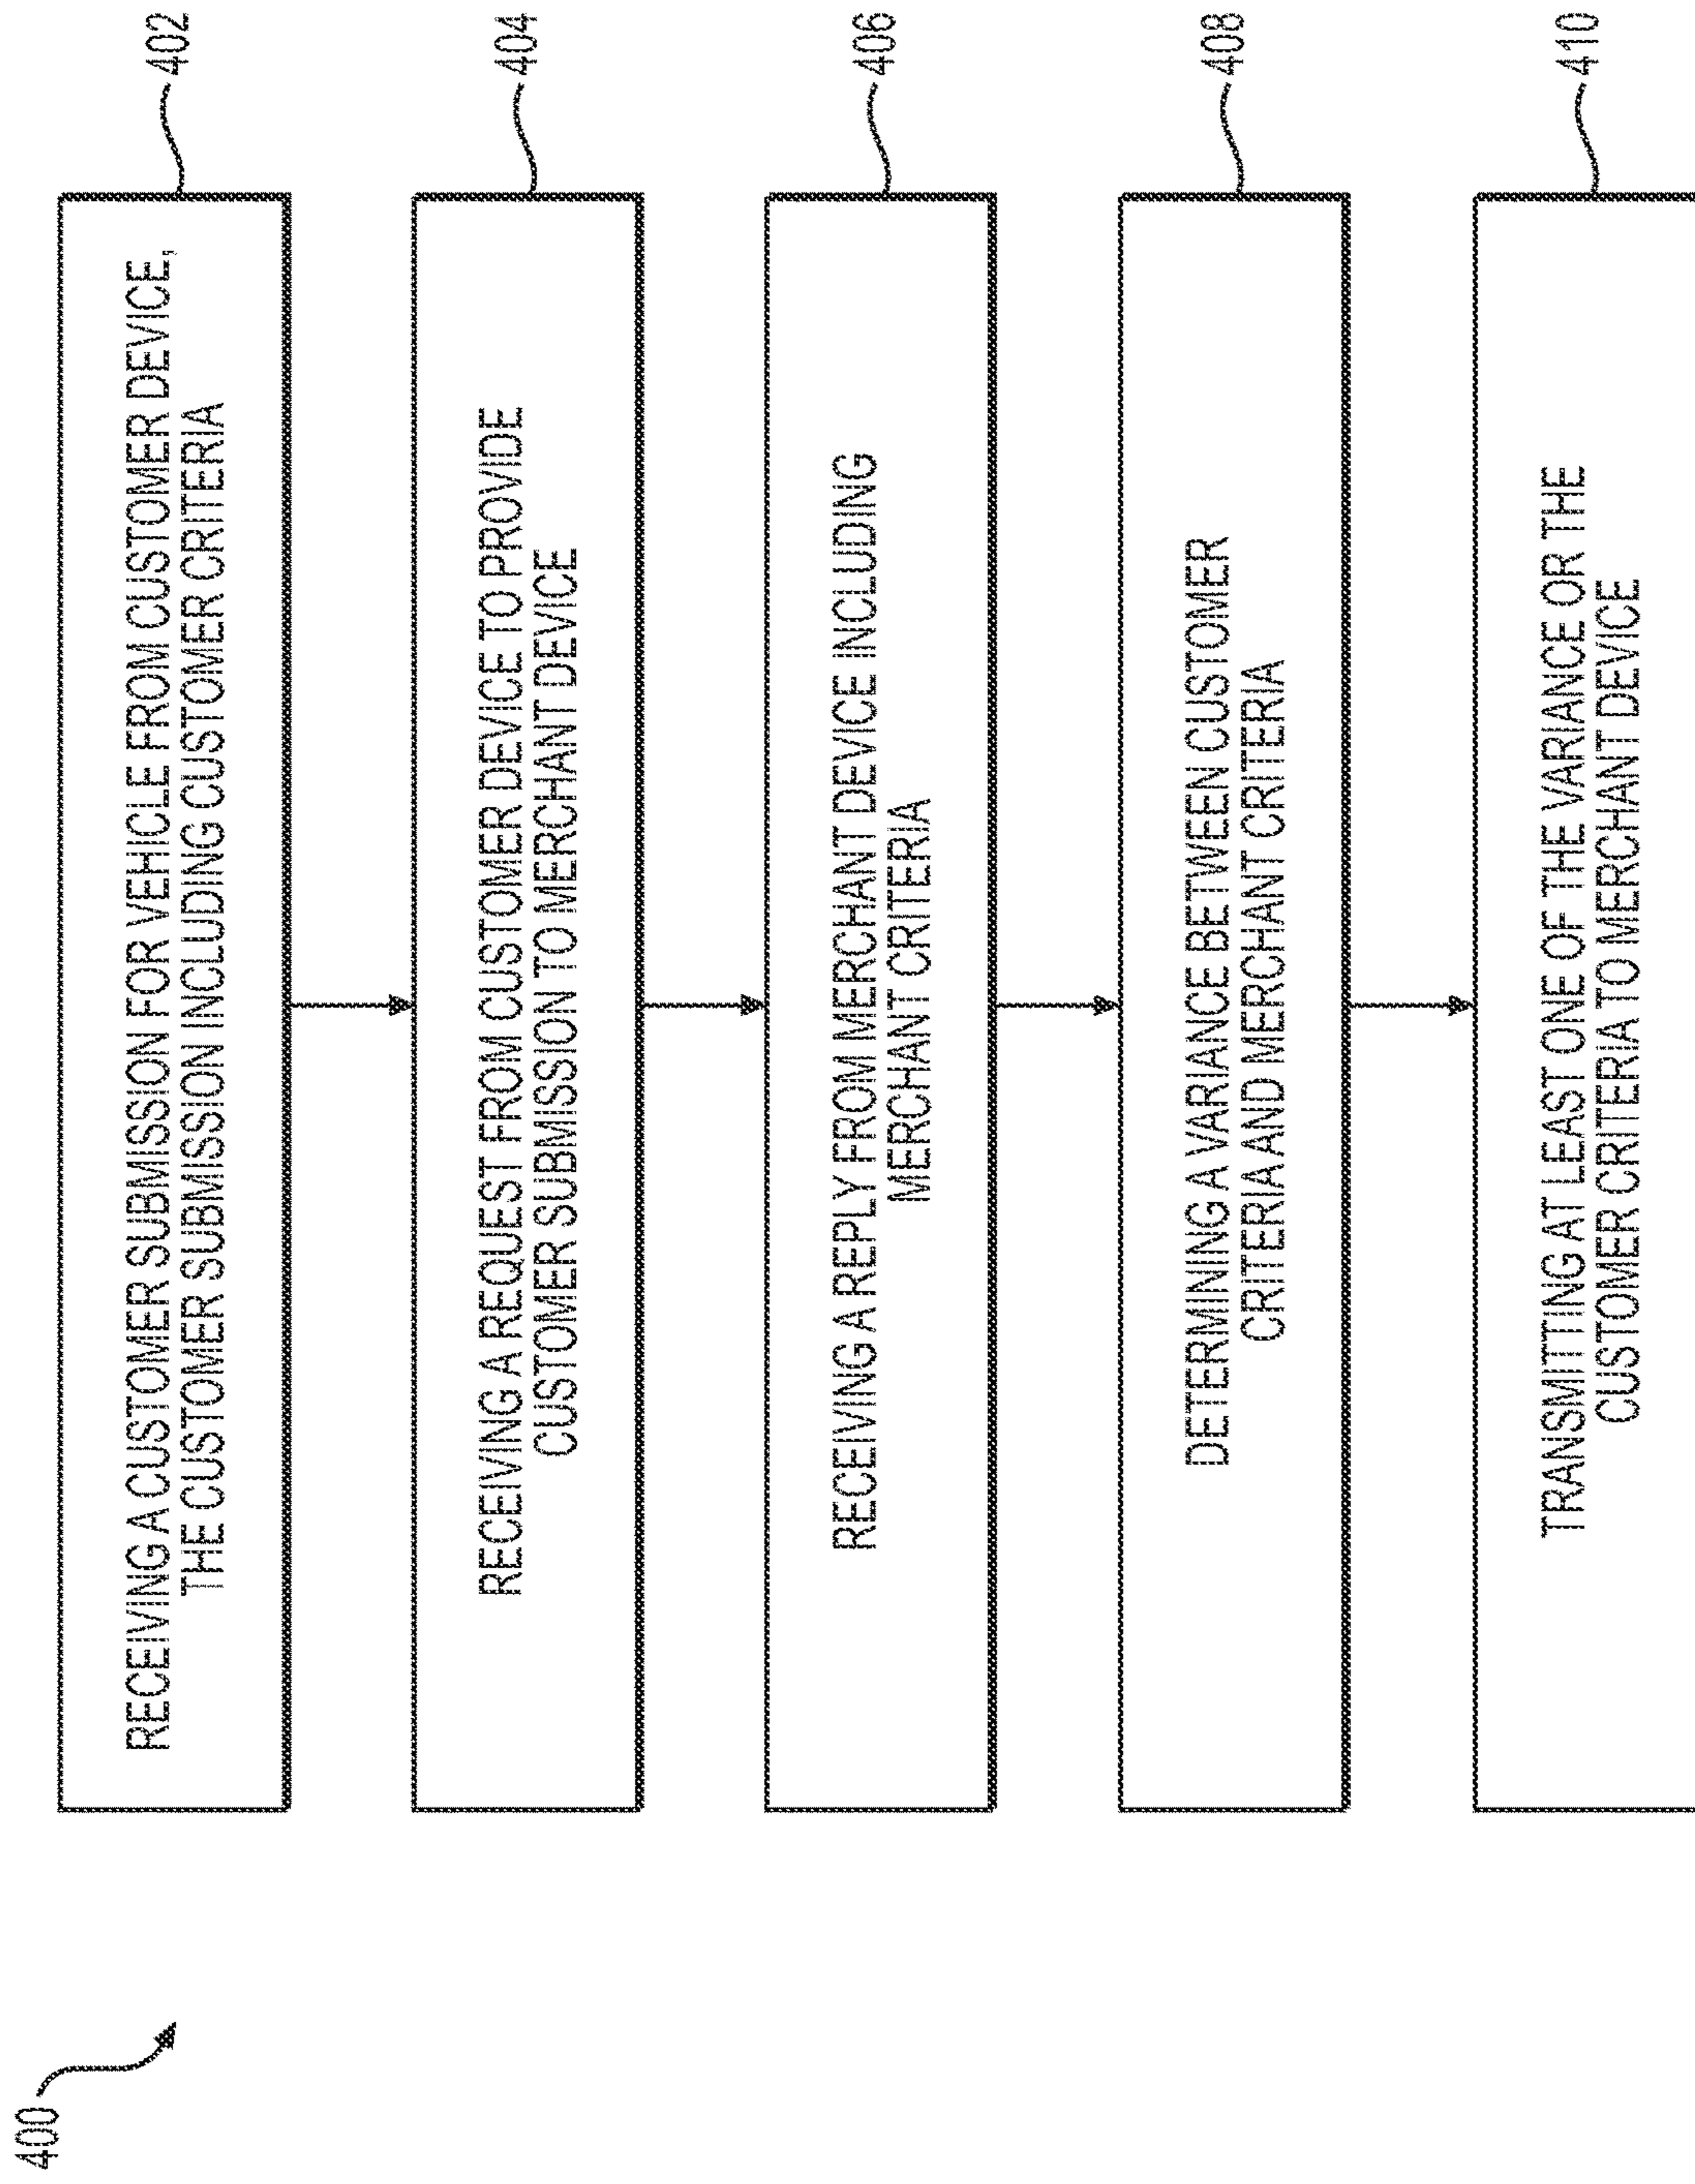 400
RECEIVING A CUSTOMER SUBMISSION FOR VEHICLE FROM CUSTOMER DEVICE,
THE CUSTOMER SUBMISSION INCLUDING CUSTOMER CRITERIA
402
RECEIVING A REQUEST FROM CUSTOMER DEVICE TO PROVIDE
CUSTOMER SUBMISSION TO MERCHANT DEVICE
404
RECEIVING A REPLY FROM MERCHANT DEVICE INCLUDING
MERCHANT CRITERIA
406
DETERMINING A VARIANCE BETWEEN CUSTOMER
CRITERIA AND MERCHANT CRITERIA
408
TRANSMITTING AT LEAST ONE OF THE VARIANCE OR THE
CUSTOMER CRITERIA TO MERCHANT DEVICE
410